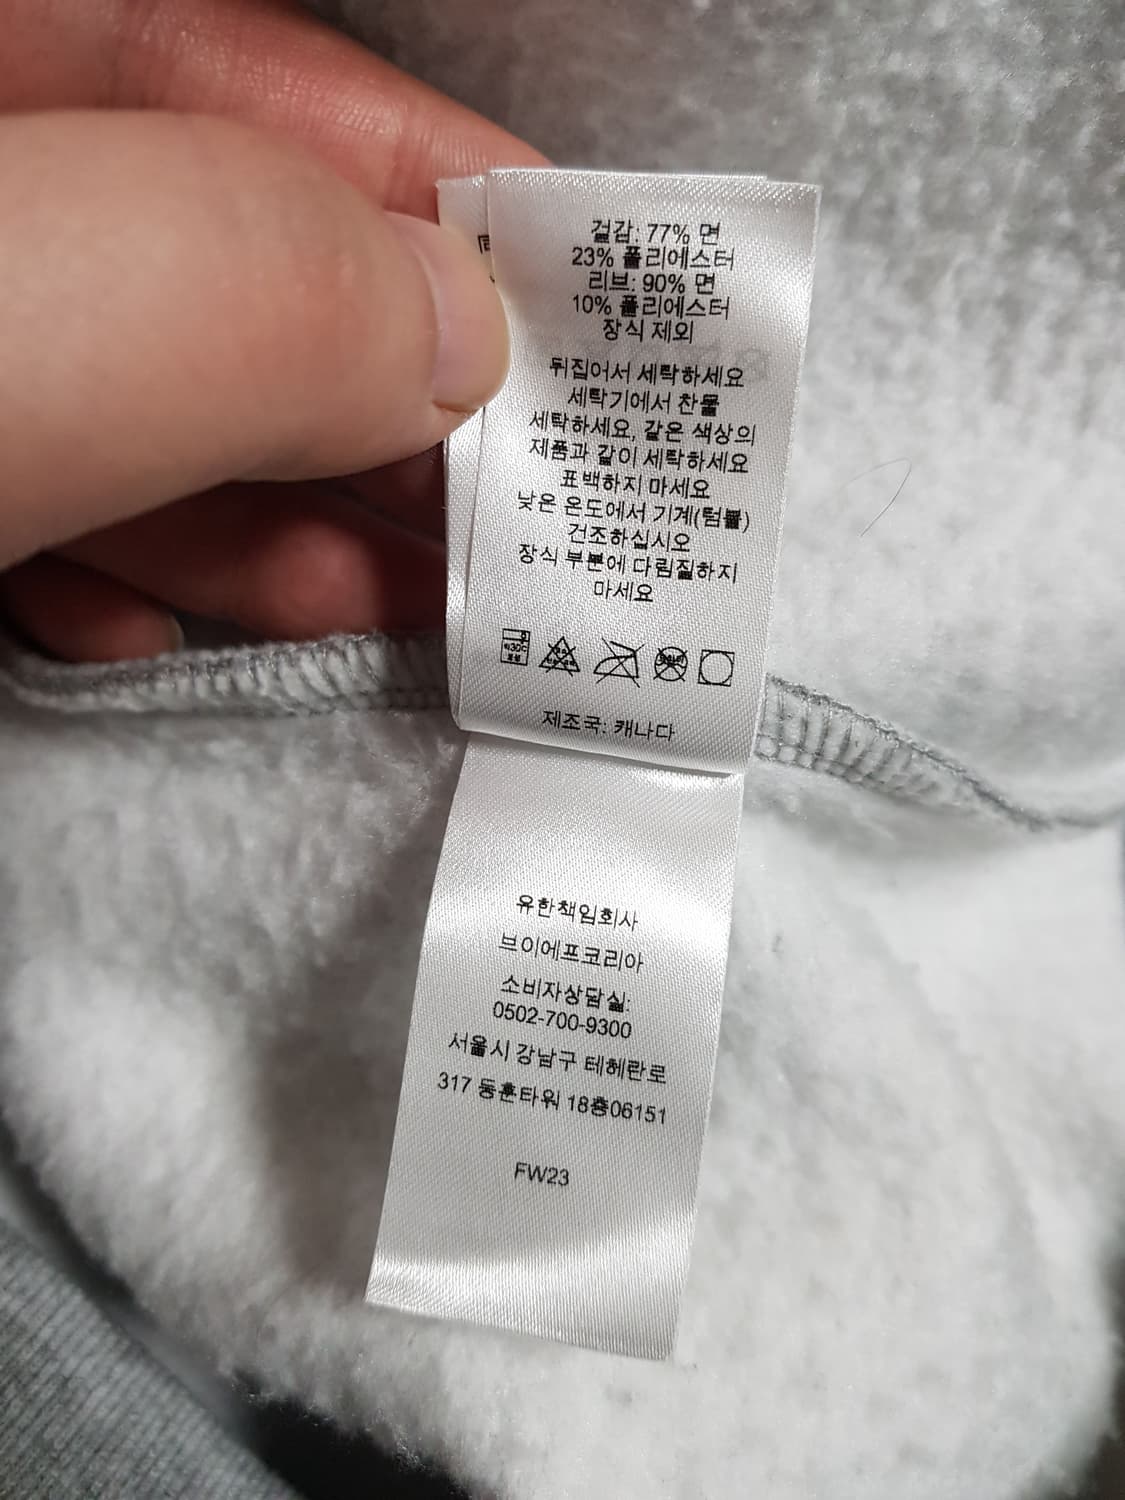 겉감: 77% 면
23% 폴리에스터
리브: 90% 면
10% 폴리에스터
장식 제외
뒤집어서 세탁하세요
세탁기에서 찬물
세탁하세요, 같은 색상의
제품과 같이 세탁하세요
표백하지 마세요
낮은 온도에서 기계(텀블)
건조하십시오
장식 부분에 다림질하지
마세요
제조국: 캐나다
유한책임회사
브이에프코리아
소비자상담실:
0502-700-9300
서울시 강남구 테헤란로
317 동훈타워 18층06151
FW23